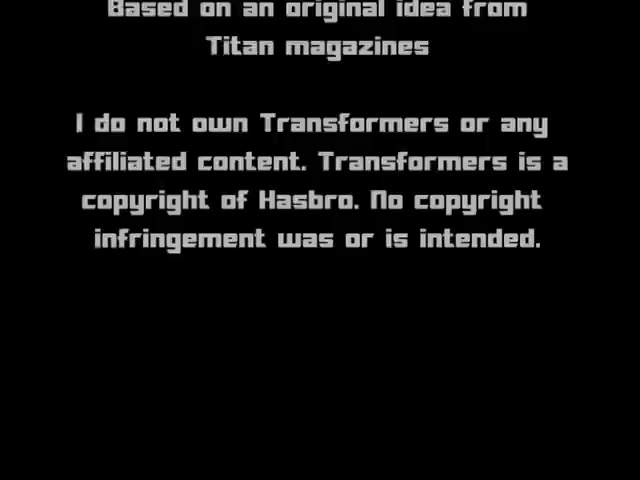 Based on an original idea from
Titan magazines
I do not own Transformers or any
affiliated content. Transformers is a
copyright of Hasbro. No copyright
infringement was or is intended.